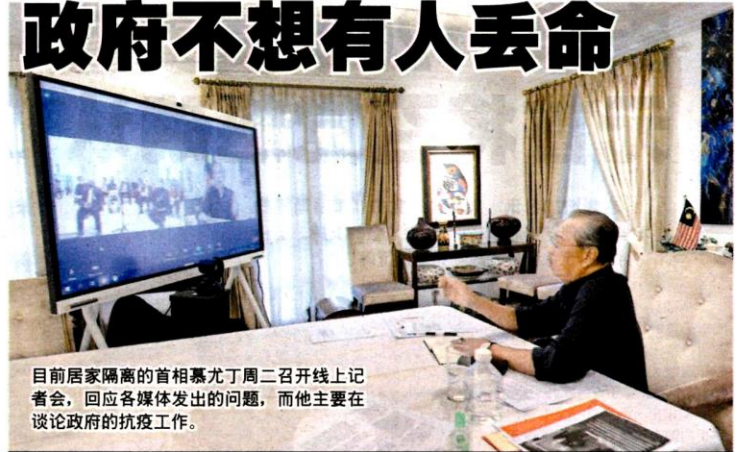 政府不想有人丢命
目前居家隔离的首相慕尤丁周二召开线上记
者会，回应各媒体发出的问题，而他主要在
谈论政府的抗疫工作。